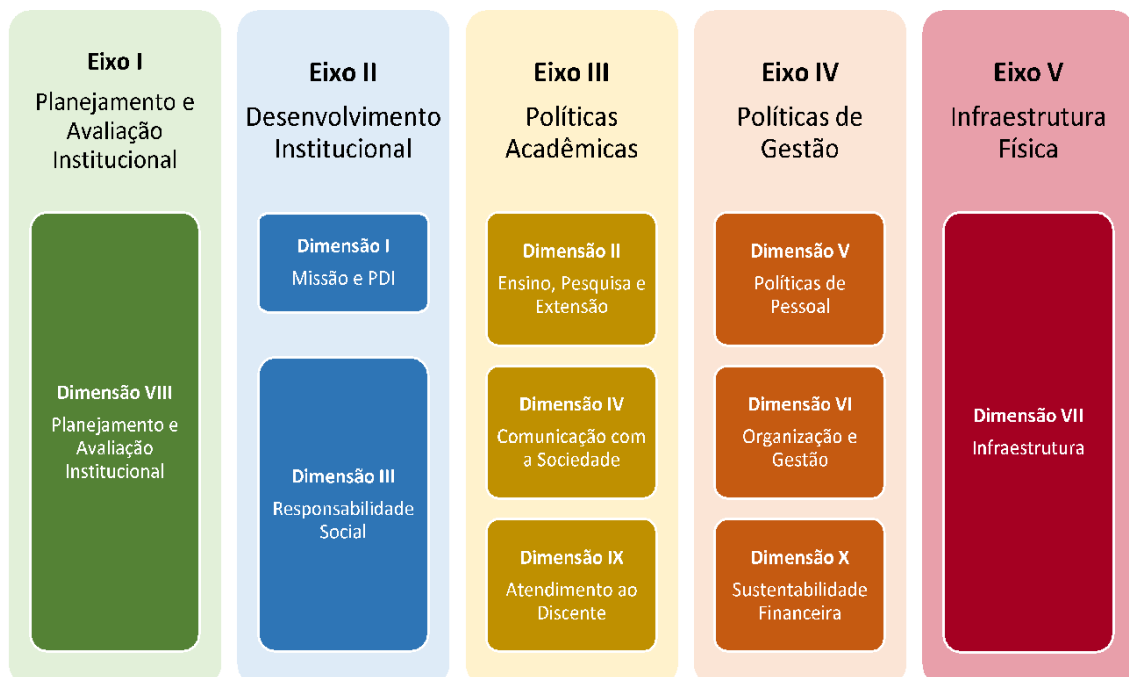 Eixo I
Planejamento e
Avaliação
Institucional
Dimensão VIII
Planejamento e
Avaliação
Institucional
Eixo II
Desenvolvimento
Institucional
Dimensão I
Missão e PDI
Dimensão III
Responsabilidade
Social
Eixo III
Políticas
Acadêmicas
Dimensão II
Ensino, Pesquisa e
Extensão
Dimensão IV
Comunicação com
a Sociedade
Dimensão IX
Atendimento ao
Discente
Eixo IV
Políticas de
Gestão
Dimensão V
Políticas de
Pessoal
Dimensão VI
Organização e
Gestão
Dimensão X
Sustentabilidade
Financeira
Eixo V
Infraestrutura
Física
Dimensão VII
Infraestrutura